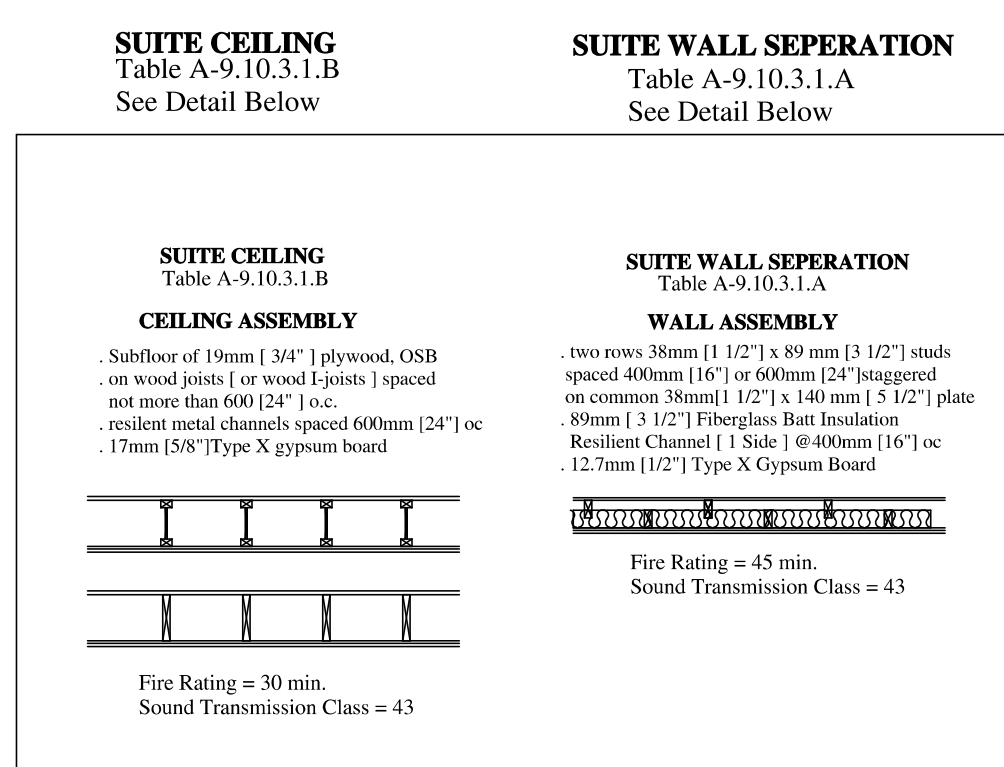 SUITE CEILING
Table A-9.10.3.1.B
See Detail Below
SUITE WALL SEPERATION
Table A-9.10.3.1.A
See Detail Below
SUITE CEILING
Table A-9.10.3.1.B
CEILING ASSEMBLY
. Subfloor of 19mm [ 3/4" ] plywood, OSB
. on wood joists [ or wood I-joists ] spaced
not more than 600 [24" ] o.c.
. resilent metal channels spaced 600mm [24"] oc
. 17mm [5/8"]Type X gypsum board
Fire Rating = 30 min.
Sound Transmission Class = 43
SUITE WALL SEPERATION
Table A-9.10.3.1.A
WALL ASSEMBLY
. two rows 38mm [1 1/2"] x 89 mm [3 1/2"] studs
spaced 400mm [16"] or 600mm [24"]staggered
on common 38mm[1 1/2"] x 140 mm [ 5 1/2"] plate
. 89mm [ 3 1/2"] Fiberglass Batt Insulation
Resilient Channel [ 1 Side ] @400mm [16"] oc
. 12.7mm [1/2"] Type X Gypsum Board
Fire Rating = 45 min.
Sound Transmission Class = 43